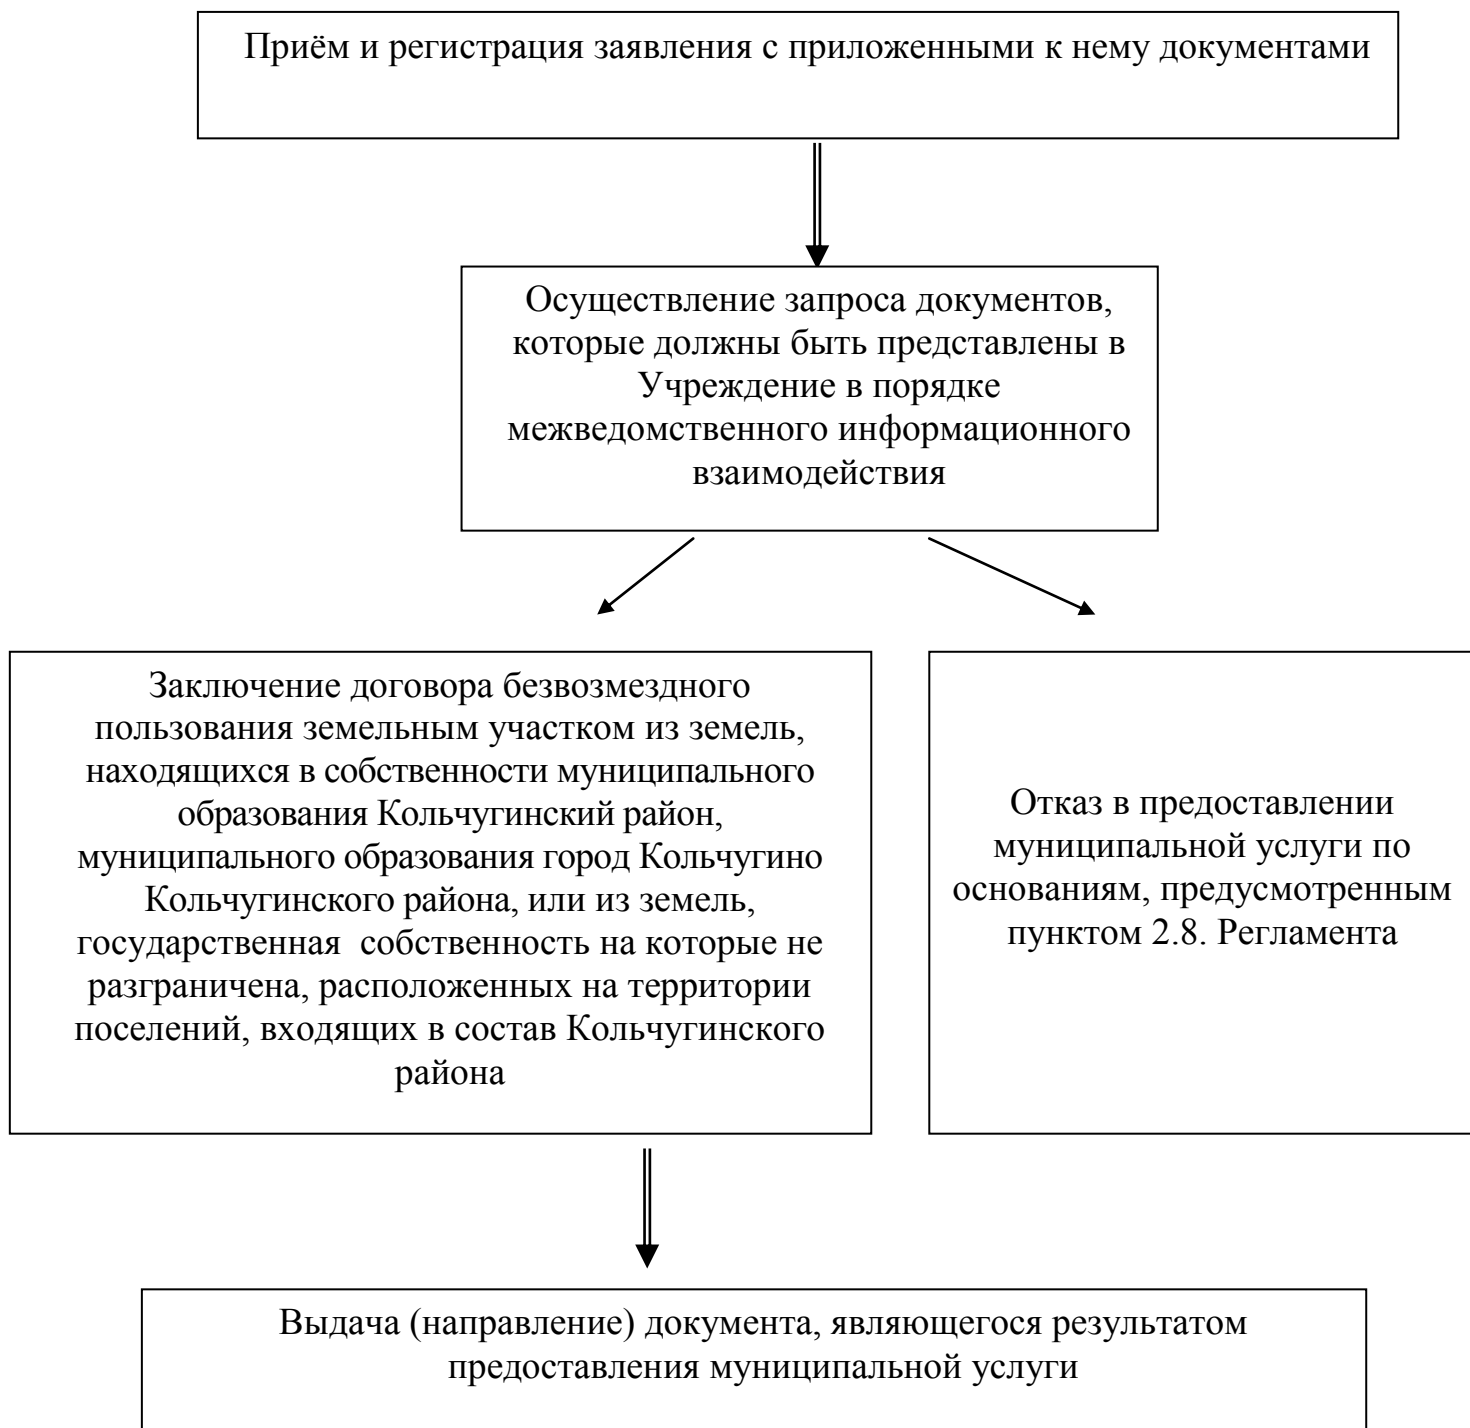 Приём и регистрация заявления с приложенными к нему документами
Осуществление запроса документов,
которые должны быть представлены в
Учреждение в порядке
межведомственного информационного
взаимодействия
Заключение договора безвозмездного
пользования земельным участком из земель,
находящихся в собственности муниципального
образования Кольчугинский район,
муниципального образования город Кольчугино
Кольчугинского района, или из земель,
государственная  собственность на которые не
разграничена, расположенных на территории
поселений, входящих в состав Кольчугинского
района
Отказ в предоставлении
муниципальной услуги по
основаниям, предусмотренным
пунктом 2.8. Регламента
Выдача (направление) документа, являющегося результатом
предоставления муниципальной услуги